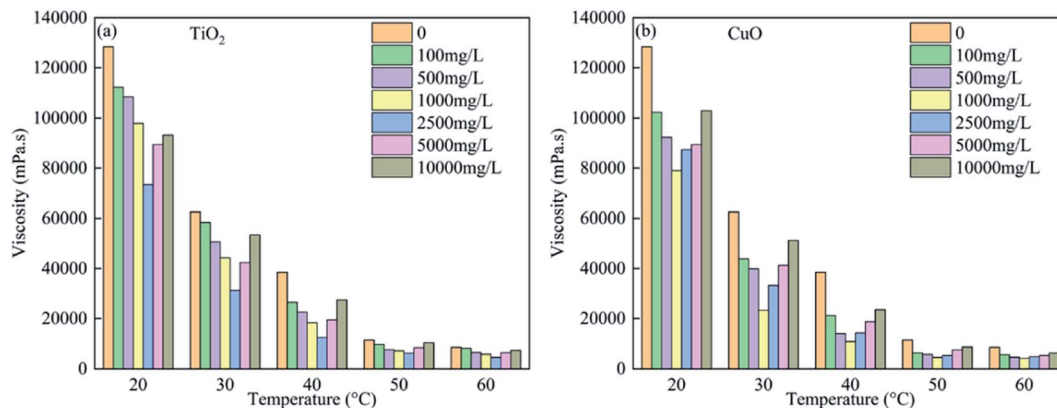 (a)
TiO₂
0
100mg/L
500mg/L
1000mg/L
2500mg/L
5000mg/L
10000mg/L
140000
120000
100000
80000
60000
40000
20000
0
Viscosity (mPa.s)
20 30 40 50 60
Temperature (°C)
(b)
CuO
0
100mg/L
500mg/L
1000mg/L
2500mg/L
5000mg/L
10000mg/L
140000
120000
100000
80000
60000
40000
20000
0
Viscosity (mPa.s)
20 30 40 50 60
Temperature (°C)